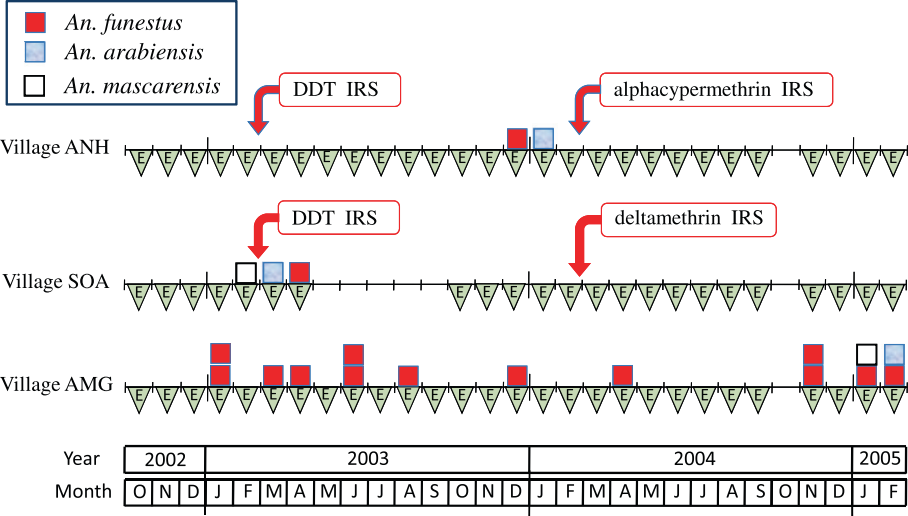 An. funestus
An. arabiensis
An. mascarensis
DDT IRS
alphacypermethrin IRS
Village ANH
E E E E E E E E E E E E E E E E E E E E E E E E E E E E
DDT IRS
deltamethrin IRS
Village SOA
E E E E E E E E E E E E E E E E E E E E E E E
Village AMG
E E E E E E E E E E E E E E E E E E E E E E E E E E E E
Year 2002 2003 2004 2005
Month O N D J F M A M J J A S O N D J F M A M J J A S O N D J F